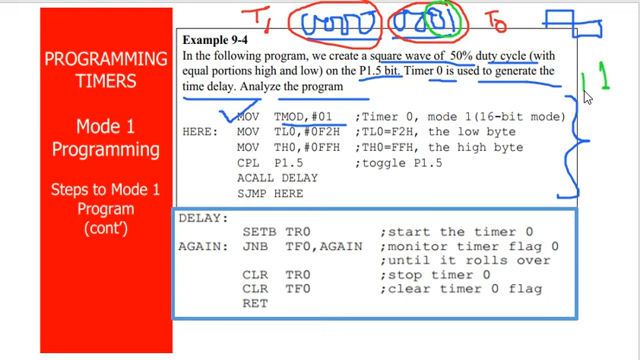 T1 0000 0001 T0
PROGRAMMING
TIMERS
Mode 1
Programming
Steps to Mode 1
Program
(cont')
Example 9-4
In the following program, we create a square wave of 50% duty cycle (with
equal portions high and low) on the P1.5 bit. Timer 0 is used to generate the
time delay. Analyze the program
MOV TMOD,#01 ;Timer 0, mode 1(16-bit mode)
HERE: MOV TL0,#0F2H ;TL0=F2H, the low byte
MOV TH0,#0FFH ;TH0=FFH, the high byte
CPL P1.5 ;toggle P1.5
ACALL DELAY
SJMP HERE
DELAY:
SETB TR0 ;start the timer 0
AGAIN: JNB TF0,AGAIN ;monitor timer flag 0
;until it rolls over
CLR TR0 ;stop timer 0
CLR TF0 ;clear timer 0 flag
RET